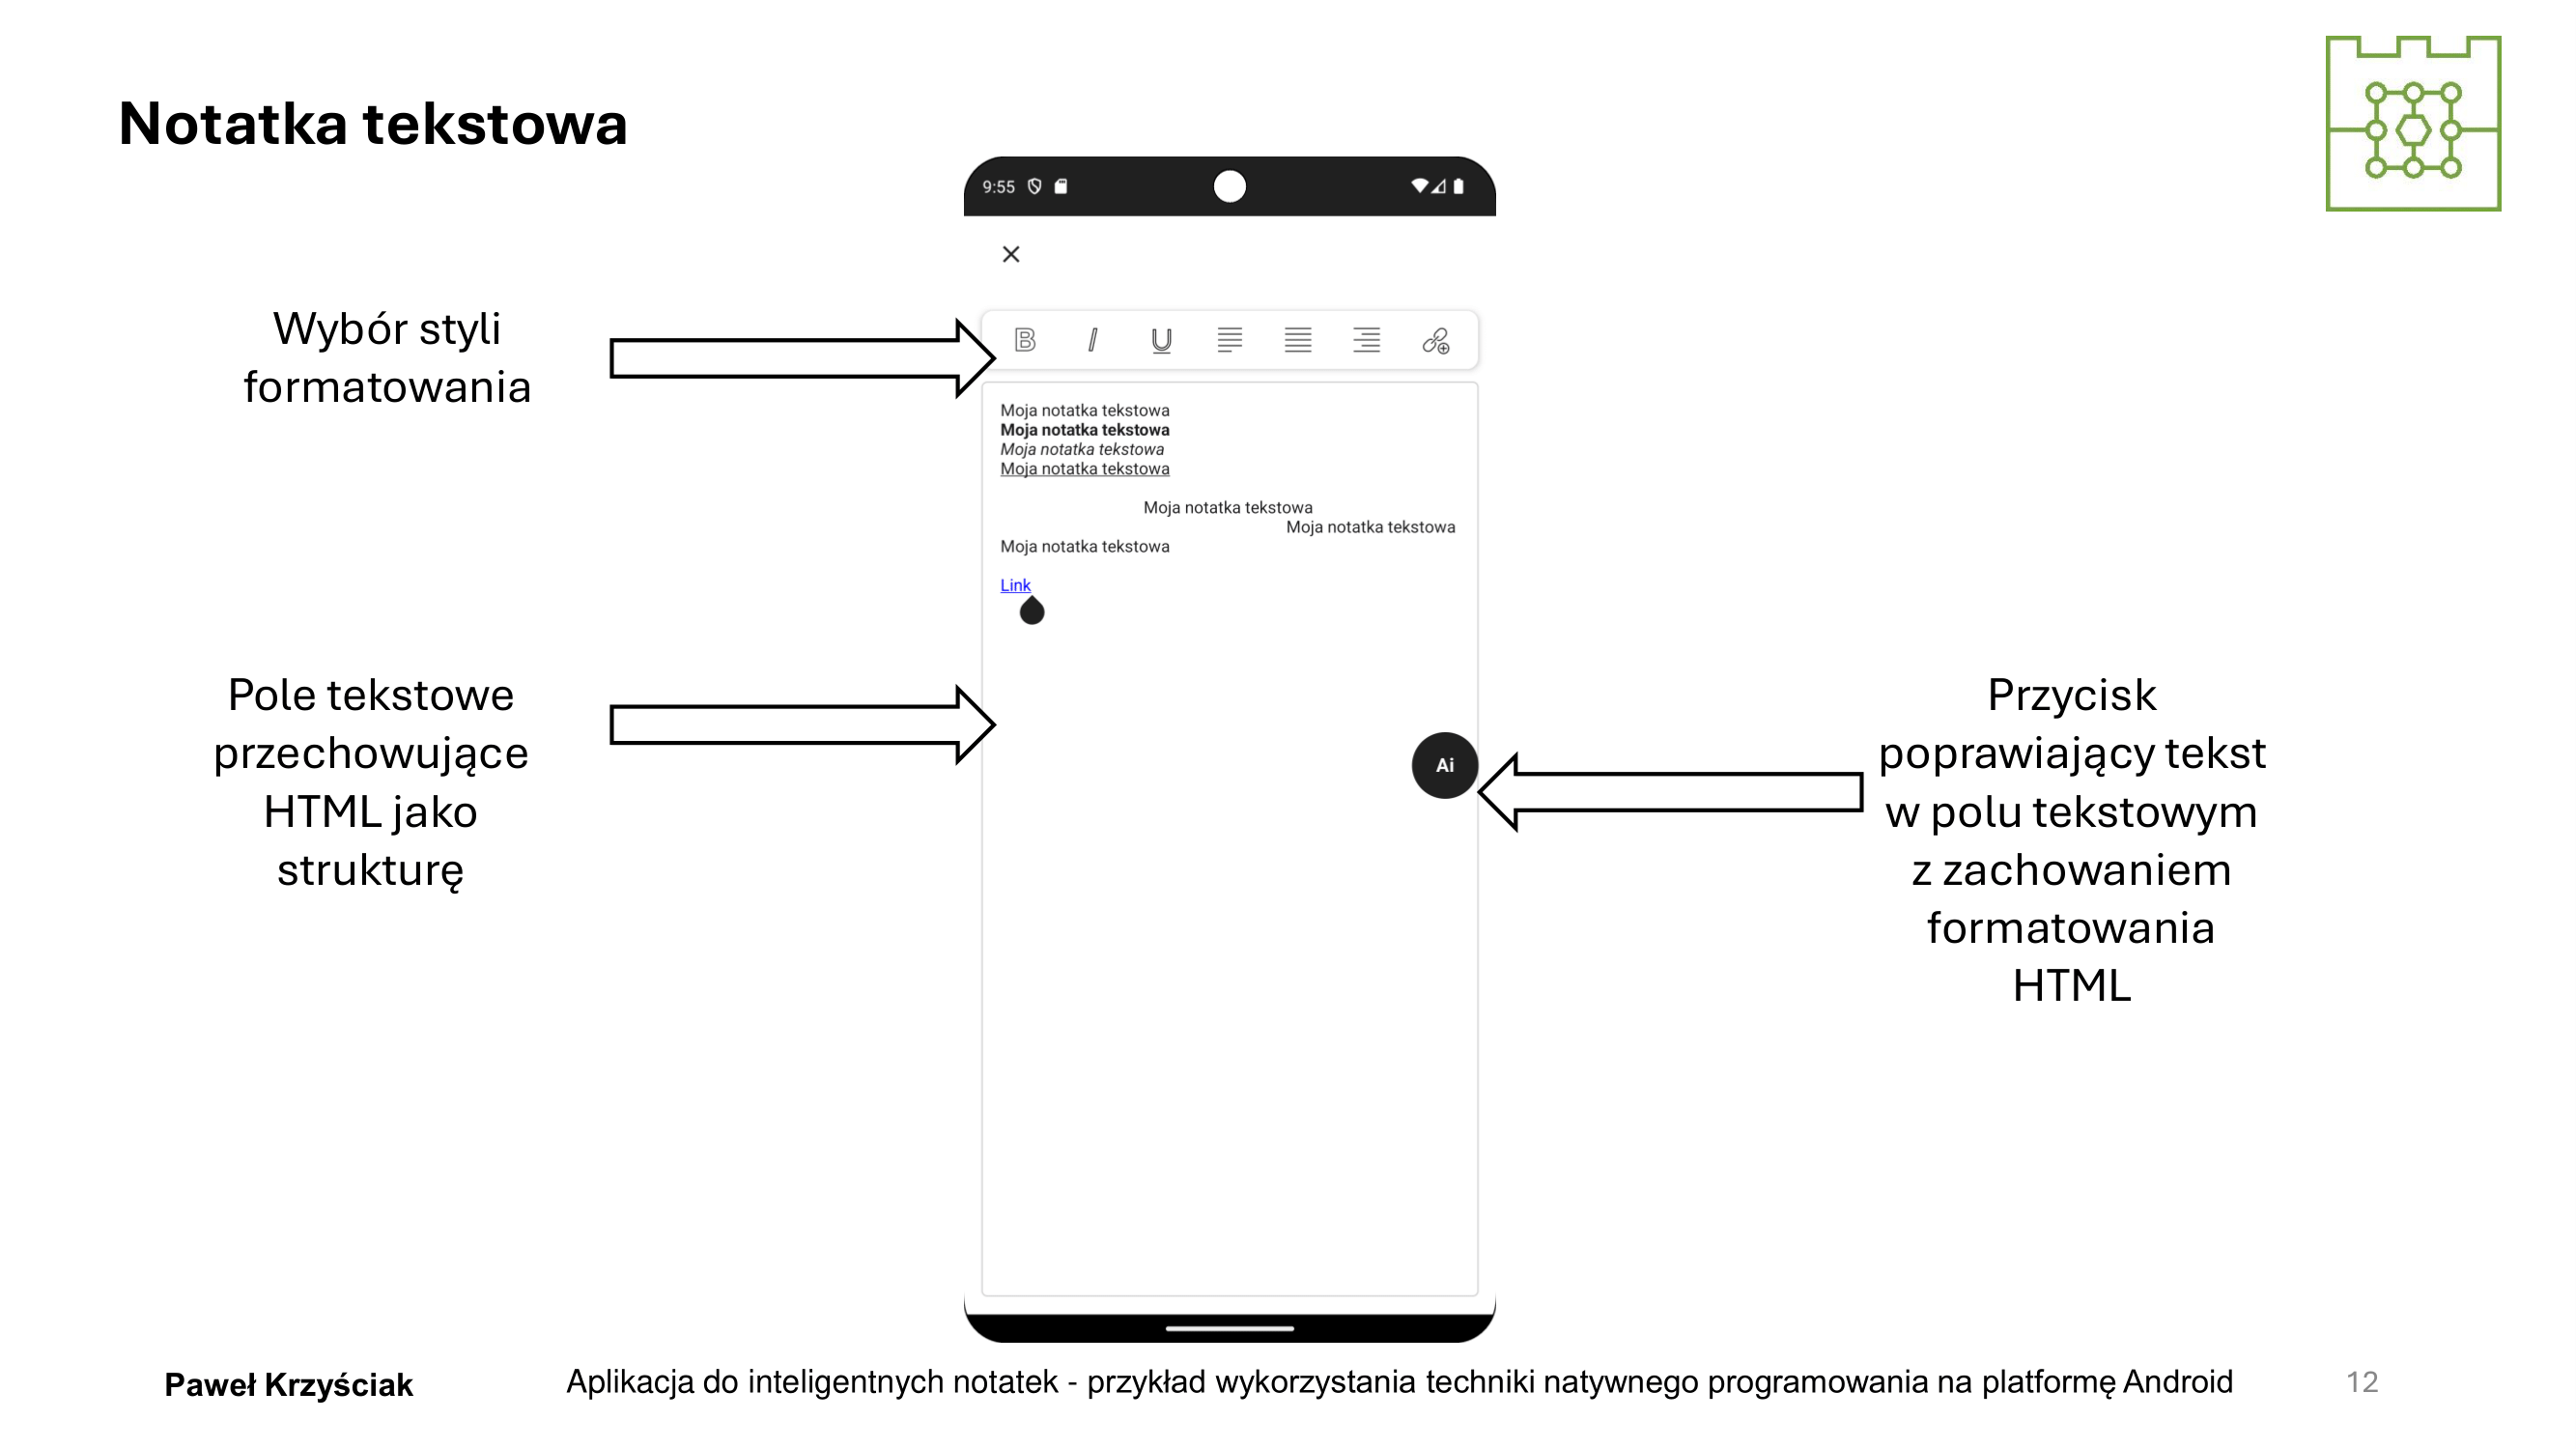 Notatka tekstowa
9:55
Wybór styli
formatowania
B I U
Moja notatka tekstowa
Moja notatka tekstowa
Moja notatka tekstowa
Moja notatka tekstowa
Moja notatka tekstowa
Moja notatka tekstowa
Moja notatka tekstowa
Link
Pole tekstowe
przechowujące
HTML jako
strukturę
Ai
Przycisk
poprawiający tekst
w polu tekstowym
z zachowaniem
formatowania
HTML
Paweł Krzyściak
Aplikacja do inteligentnych notatek - przykład wykorzystania techniki natywnego programowania na platformę Android
12